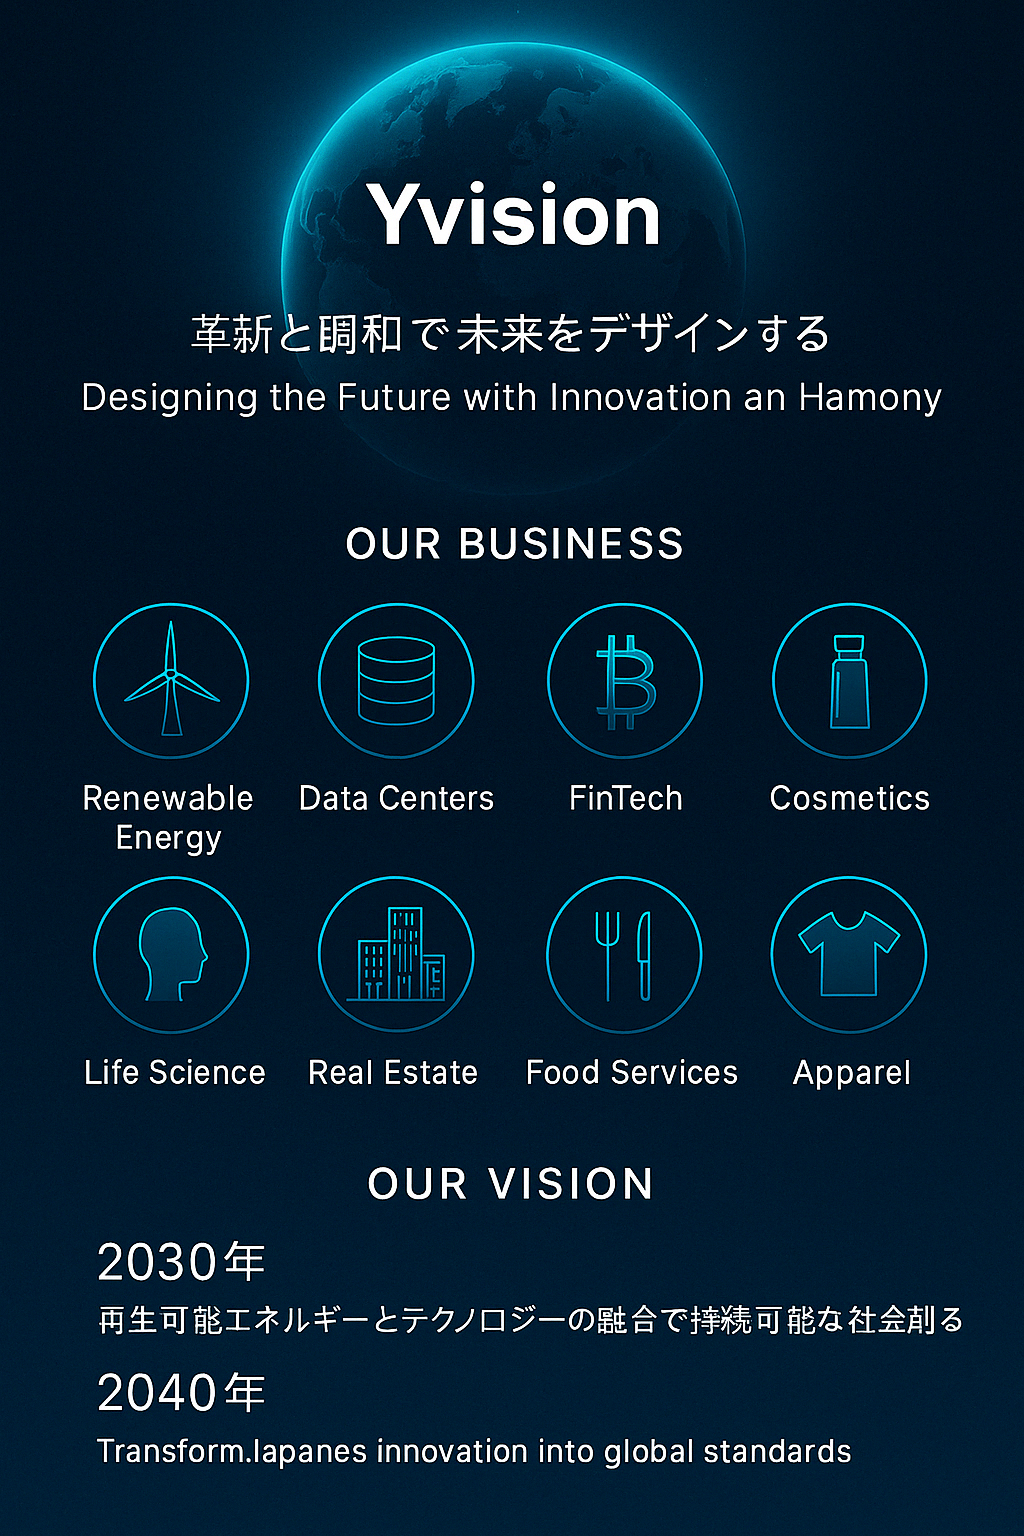 Yvision
革新と調和で未来をデザインする
Designing the Future with Innovation an Hamony
OUR BUSINESS
Renewable
Energy
Data Centers
FinTech
Cosmetics
Life Science
Real Estate
Food Services
Apparel
OUR VISION
2030年
再生可能エネルギーとテクノロジーの融合で持続可能な社会創る
2040年
Transform.lapanes innovation into global standards